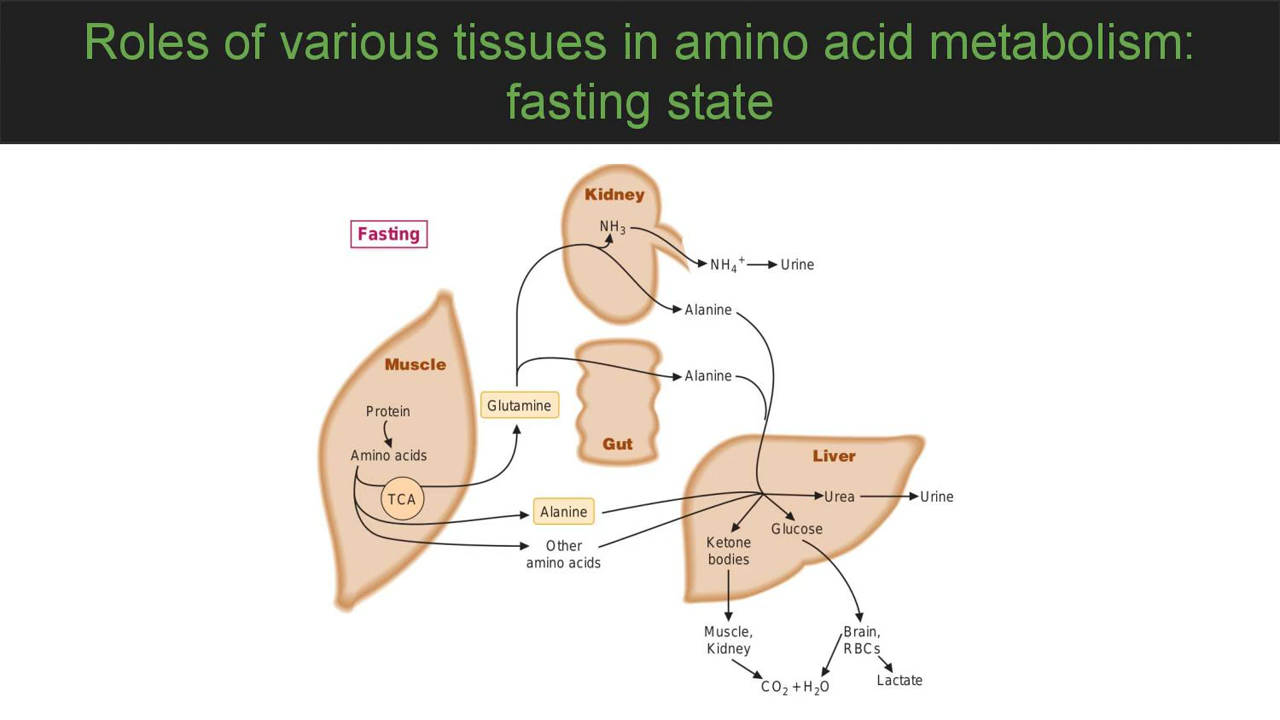 Roles of various tissues in amino acid metabolism:
fasting state
Fasting
Kidney
NH3
NH4+
Urine
Alanine
Muscle
Protein
Amino acids
TCA
Glutamine
Alanine
Gut
Liver
Alanine
Other
amino acids
Urea
Urine
Glucose
Ketone
bodies
Muscle,
Kidney
Brain,
RBCs
CO2 + H2O
Lactate